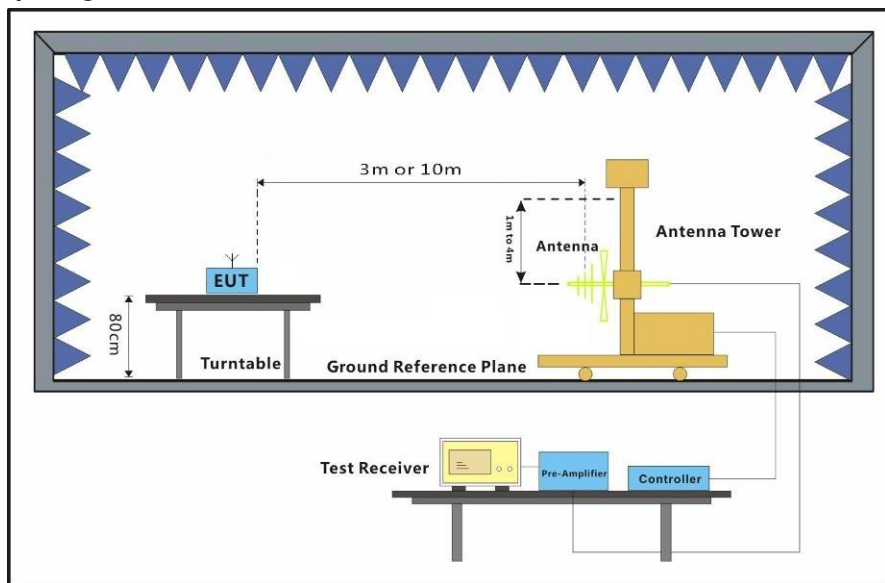 3m or 10m
1m to 4m
Antenna
Antenna Tower
EUT
80cm
Turntable
Ground Reference Plane
Test Receiver
Pre-Amplifier
Controller